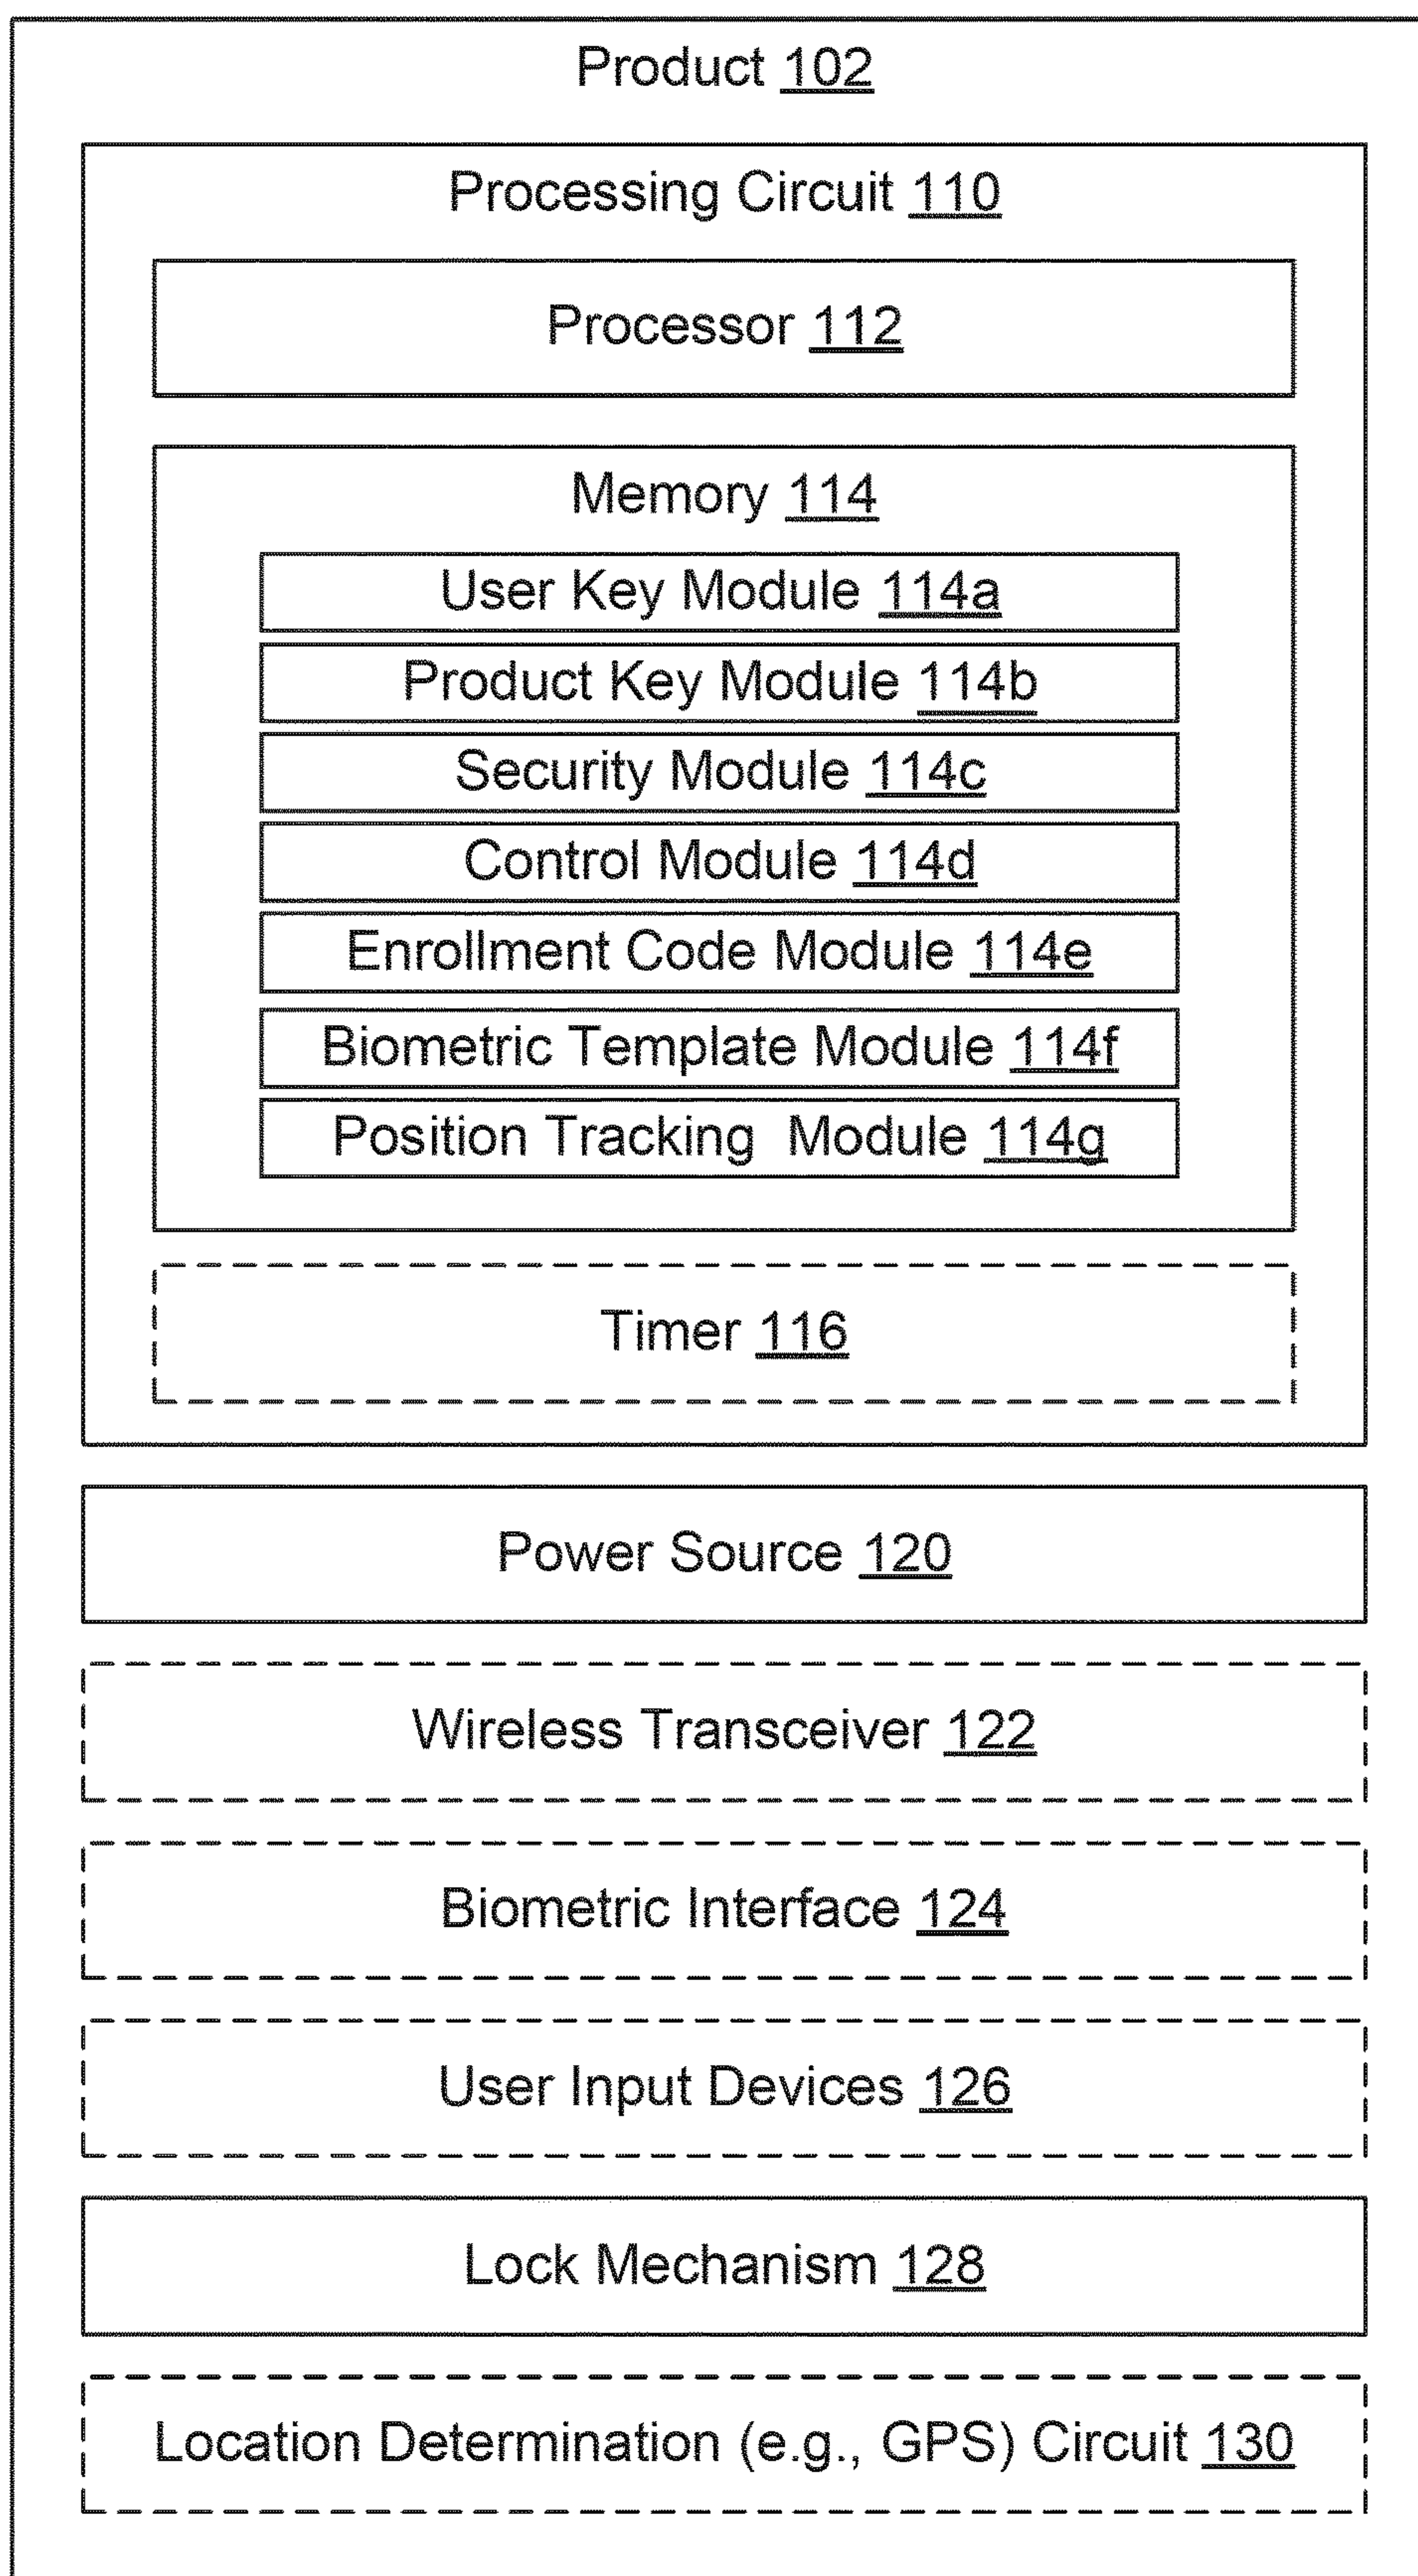 Product 102
Processing Circuit 110
Processor 112
Memory 114
User Key Module 114a
Product Key Module 114b
Security Module 114c
Control Module 114d
Enrollment Code Module 114e
Biometric Template Module 114f
Position Tracking Module 114g
Timer 116
Power Source 120
Wireless Transceiver 122
Biometric Interface 124
User Input Devices 126
Lock Mechanism 128
Location Determination (e.g., GPS) Circuit 130